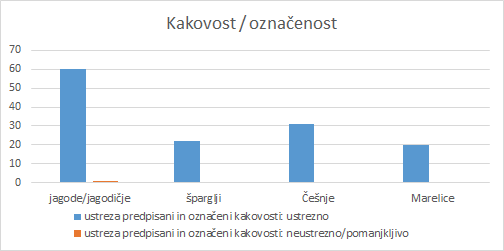 Kakovost / označenost
70
60
50
40
30
20
10
0
jagode/jagodičje šparglji Češnje Marelice
ustreza predpisani in označeni kakovosti: ustrezno
ustreza predpisani in označeni kakovosti: neustrezno/pomanjkljivo